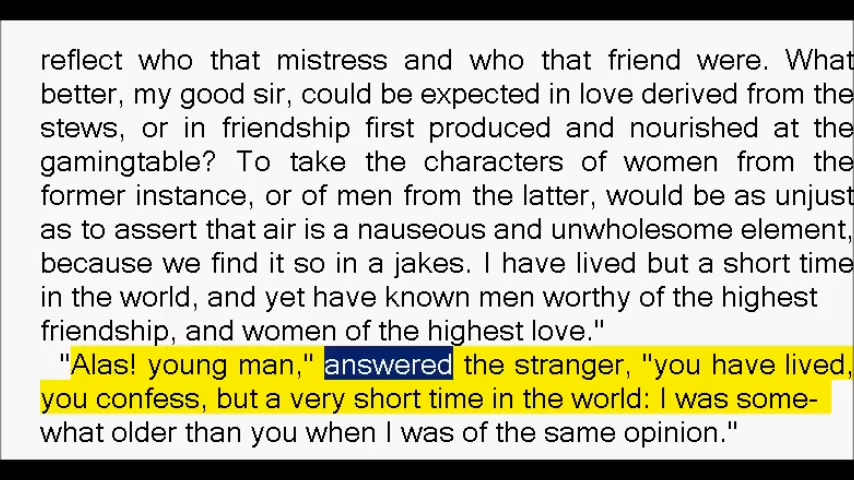 reflect who that mistress and who that friend were. What
better, my good sir, could be expected in love derived from the
stews, or in friendship first produced and nourished at the
gamingtable? To take the characters of women from the
former instance, or of men from the latter, would be as unjust
as to assert that air is a nauseous and unwholesome element,
because we find it so in a jakes. I have lived but a short time
in the world, and yet have known men worthy of the highest
friendship, and women of the highest love."
"Alas! young man," answered the stranger, "you have lived,
you confess, but a very short time in the world: I was some-
what older than you when I was of the same opinion."